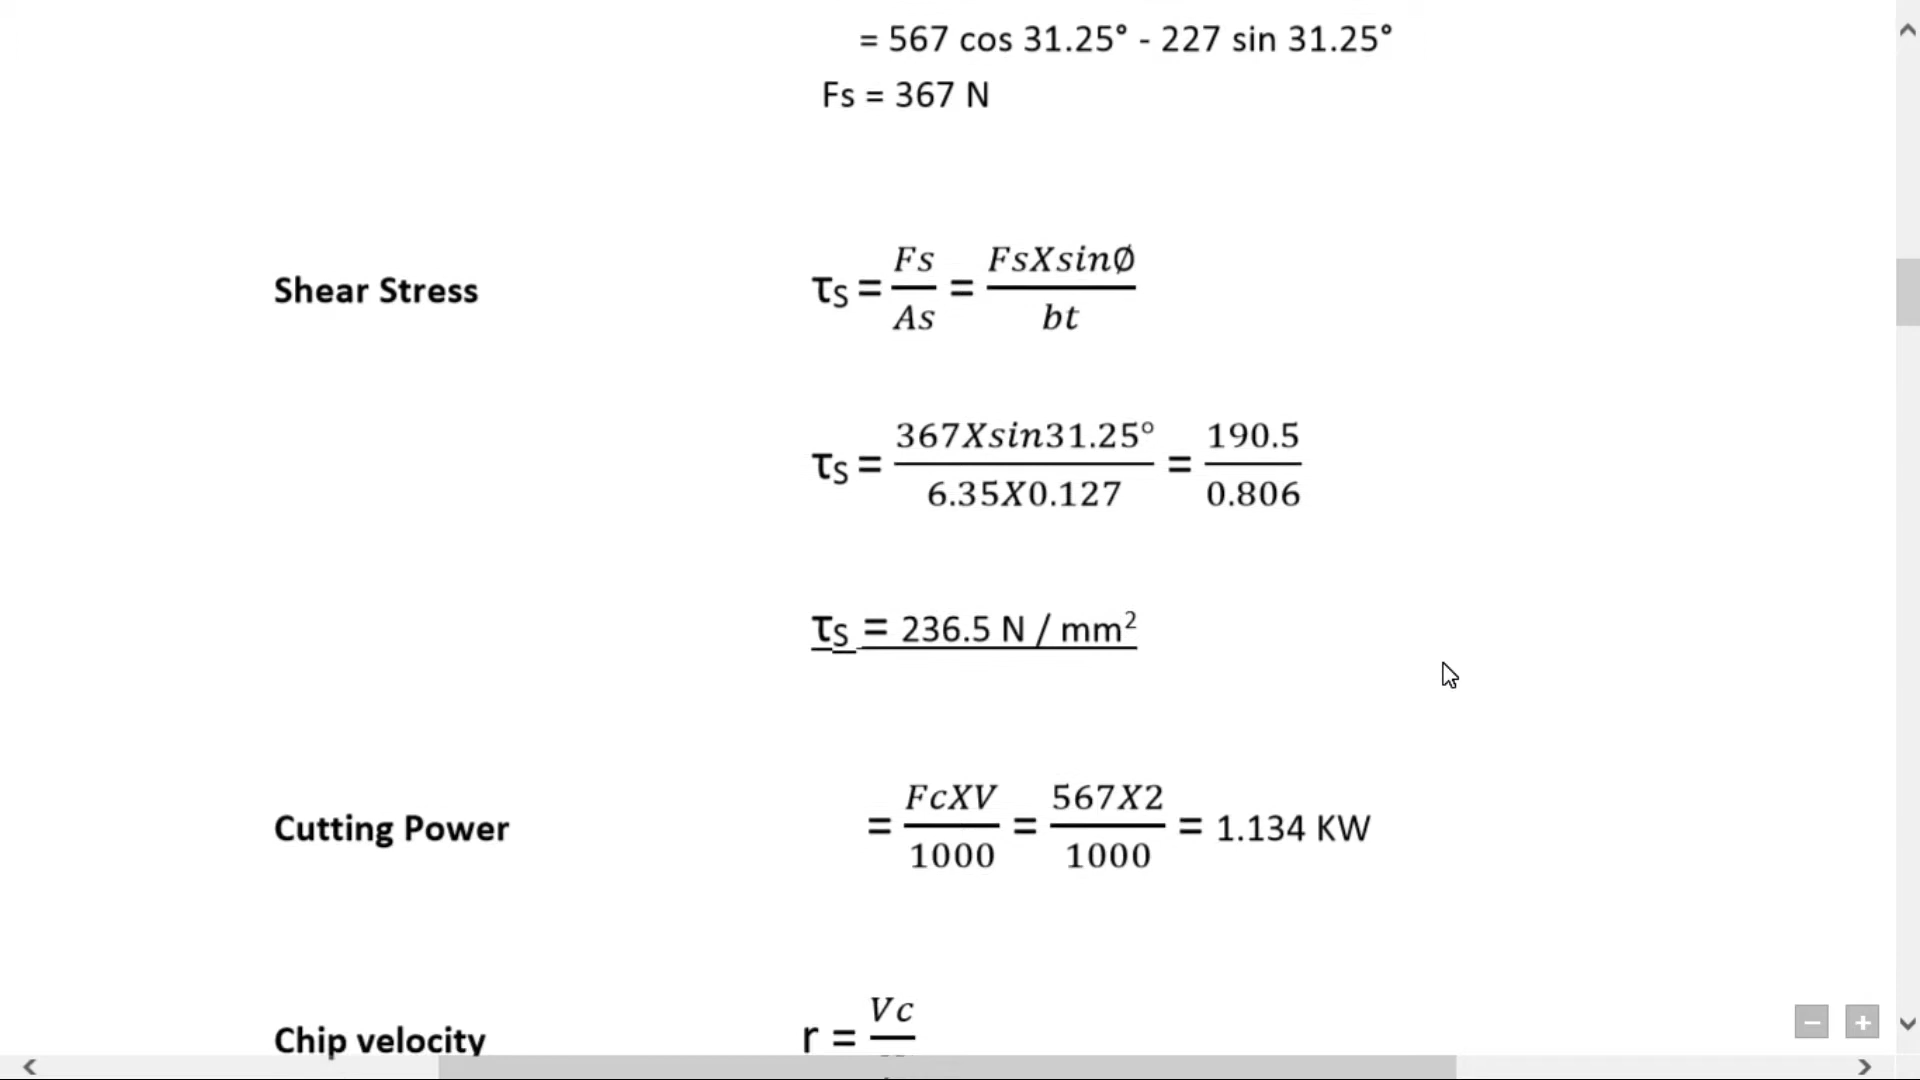 = 567 cos 31.25° - 227 sin 31.25°
Fs = 367 N
Shear Stress τS = Fs/As = FsXsin∅/bt
τS = 367Xsin31.25°/6.35X0.127 = 190.5/0.806
τS = 236.5 N / mm²
Cutting Power = FcXV/1000 = 567X2/1000 = 1.134 KW
Chip velocity r = Vc